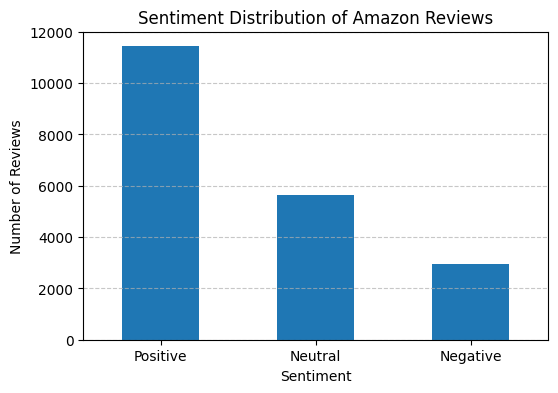 Sentiment Distribution of Amazon Reviews
12000
10000
8000
6000
4000
2000
0
Number of Reviews
Positive Neutral Negative
Sentiment